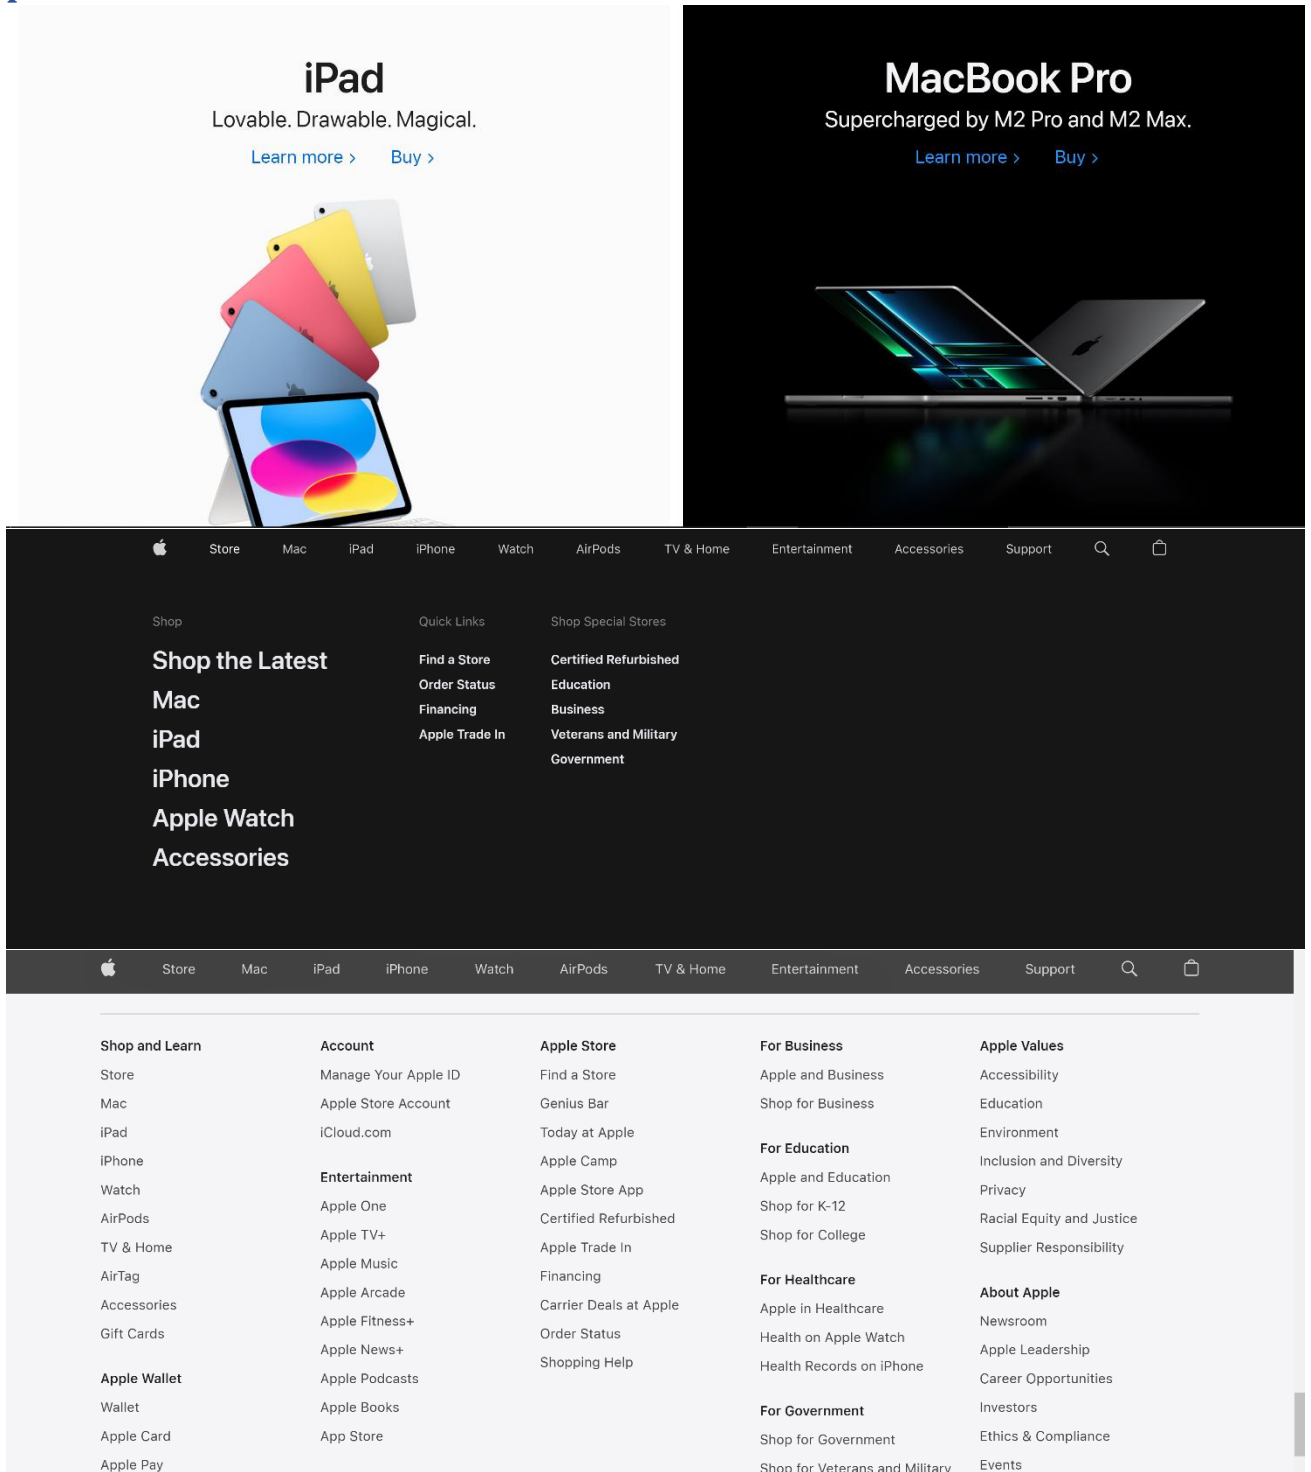 iPad
Lovable. Drawable. Magical.
Learn more > Buy >
MacBook Pro
Supercharged by M2 Pro and M2 Max.
Learn more > Buy >
Store Mac iPad iPhone Watch AirPods TV & Home Entertainment Accessories Support
Shop
Shop the Latest
Mac
iPad
iPhone
Apple Watch
Accessories
Quick Links
Find a Store
Order Status
Financing
Apple Trade In
Shop Special Stores
Certified Refurbished
Education
Business
Veterans and Military
Government
Store Mac iPad iPhone Watch AirPods TV & Home Entertainment Accessories Support
Shop and Learn
Store
Mac
iPad
iPhone
Watch
AirPods
TV & Home
AirTag
Accessories
Gift Cards
Apple Wallet
Wallet
Apple Card
Apple Pay
Account
Manage Your Apple ID
Apple Store Account
iCloud.com
Entertainment
Apple One
Apple TV+
Apple Music
Apple Arcade
Apple Fitness+
Apple News+
Apple Podcasts
Apple Books
App Store
Apple Store
Find a Store
Genius Bar
Today at Apple
Apple Camp
Apple Store App
Certified Refurbished
Apple Trade In
Financing
Carrier Deals at Apple
Order Status
Shopping Help
For Business
Apple and Business
Shop for Business
For Education
Apple and Education
Shop for K-12
Shop for College
For Healthcare
Apple in Healthcare
Health on Apple Watch
Health Records on iPhone
For Government
Shop for Government
Shop for Veterans and Military
Apple Values
Accessibility
Education
Environment
Inclusion and Diversity
Privacy
Racial Equity and Justice
Supplier Responsibility
About Apple
Newsroom
Apple Leadership
Career Opportunities
Investors
Ethics & Compliance
Events